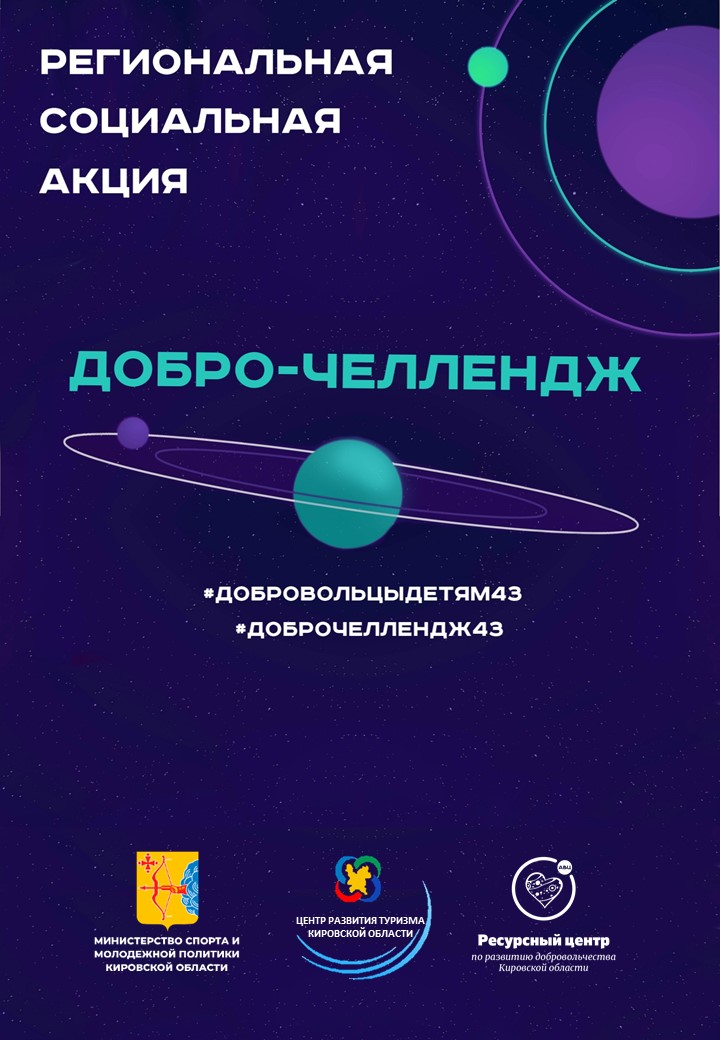 РЕГИОНАЛЬНАЯ
СОЦИАЛЬНАЯ
АКЦИЯ
ДОБРО-ЧЕЛЛЕНДЖ
#ДОБРОВОЛЬЦЫДЕТЯМ43
#ДОБРОЧЕЛЛЕНДЖ43
МИНИСТЕРСТВО СПОРТА И
МОЛОДЕЖНОЙ ПОЛИТИКИ
КИРОВСКОЙ ОБЛАСТИ
ЦЕНТР РАЗВИТИЯ ТУРИЗМА
КИРОВСКОЙ ОБЛАСТИ
АВЦ
Ресурсный центр
по развитию добровольчества
Кировской области